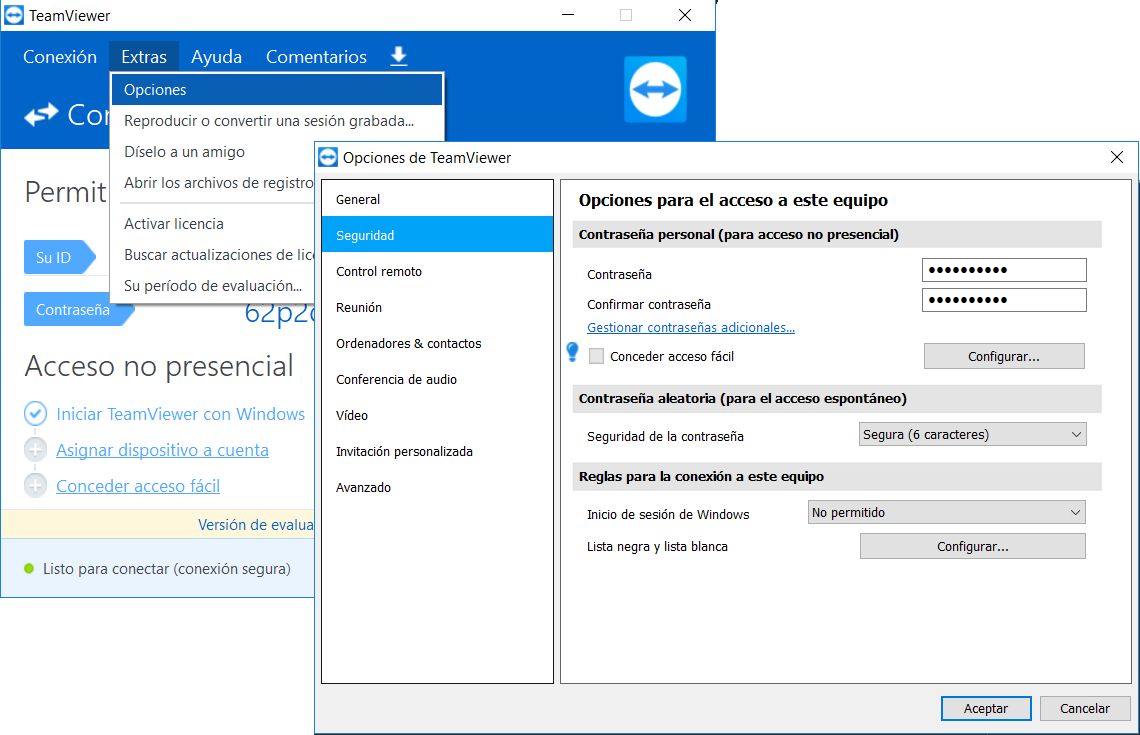 TeamViewer
Conexión Extras Ayuda Comentarios
Opciones
Reproducir o convertir una sesión grabada...
Díselo a un amigo
Abrir los archivos de registro
Activar licencia
Buscar actualizaciones de lic
Su período de evaluación...
Permit
Su ID
Contraseña 62p2
Acceso no presencial
Iniciar TeamViewer con Windows
Asignar dispositivo a cuenta
Conceder acceso fácil
Versión de evalua
Listo para conectar (conexión segura)
Opciones de TeamViewer
General
Seguridad
Control remoto
Reunión
Ordenadores & contactos
Conferencia de audio
Vídeo
Invitación personalizada
Avanzado
Opciones para el acceso a este equipo
Contraseña personal (para acceso no presencial)
Contraseña ••••••••••
Confirmar contraseña ••••••••••
Gestionar contraseñas adicionales...
Conceder acceso fácil Configurar...
Contraseña aleatoria (para el acceso espontáneo)
Seguridad de la contraseña Segura (6 caracteres)
Reglas para la conexión a este equipo
Inicio de sesión de Windows No permitido
Lista negra y lista blanca Configurar...
Aceptar Cancelar